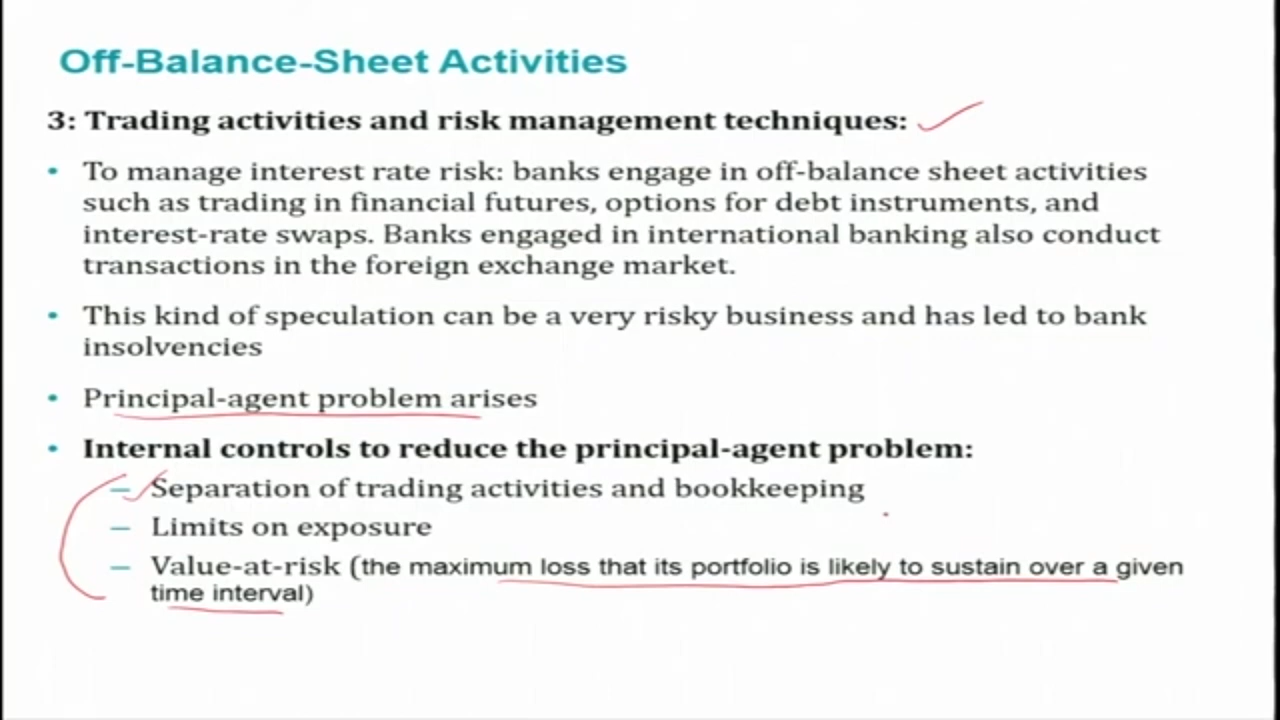 Off-Balance-Sheet Activities
3: Trading activities and risk management techniques:
• To manage interest rate risk: banks engage in off-balance sheet activities
such as trading in financial futures, options for debt instruments, and
interest-rate swaps. Banks engaged in international banking also conduct
transactions in the foreign exchange market.
• This kind of speculation can be a very risky business and has led to bank
insolvencies
• Principal-agent problem arises
• Internal controls to reduce the principal-agent problem:
– Separation of trading activities and bookkeeping
– Limits on exposure
– Value-at-risk (the maximum loss that its portfolio is likely to sustain over a given
time interval)